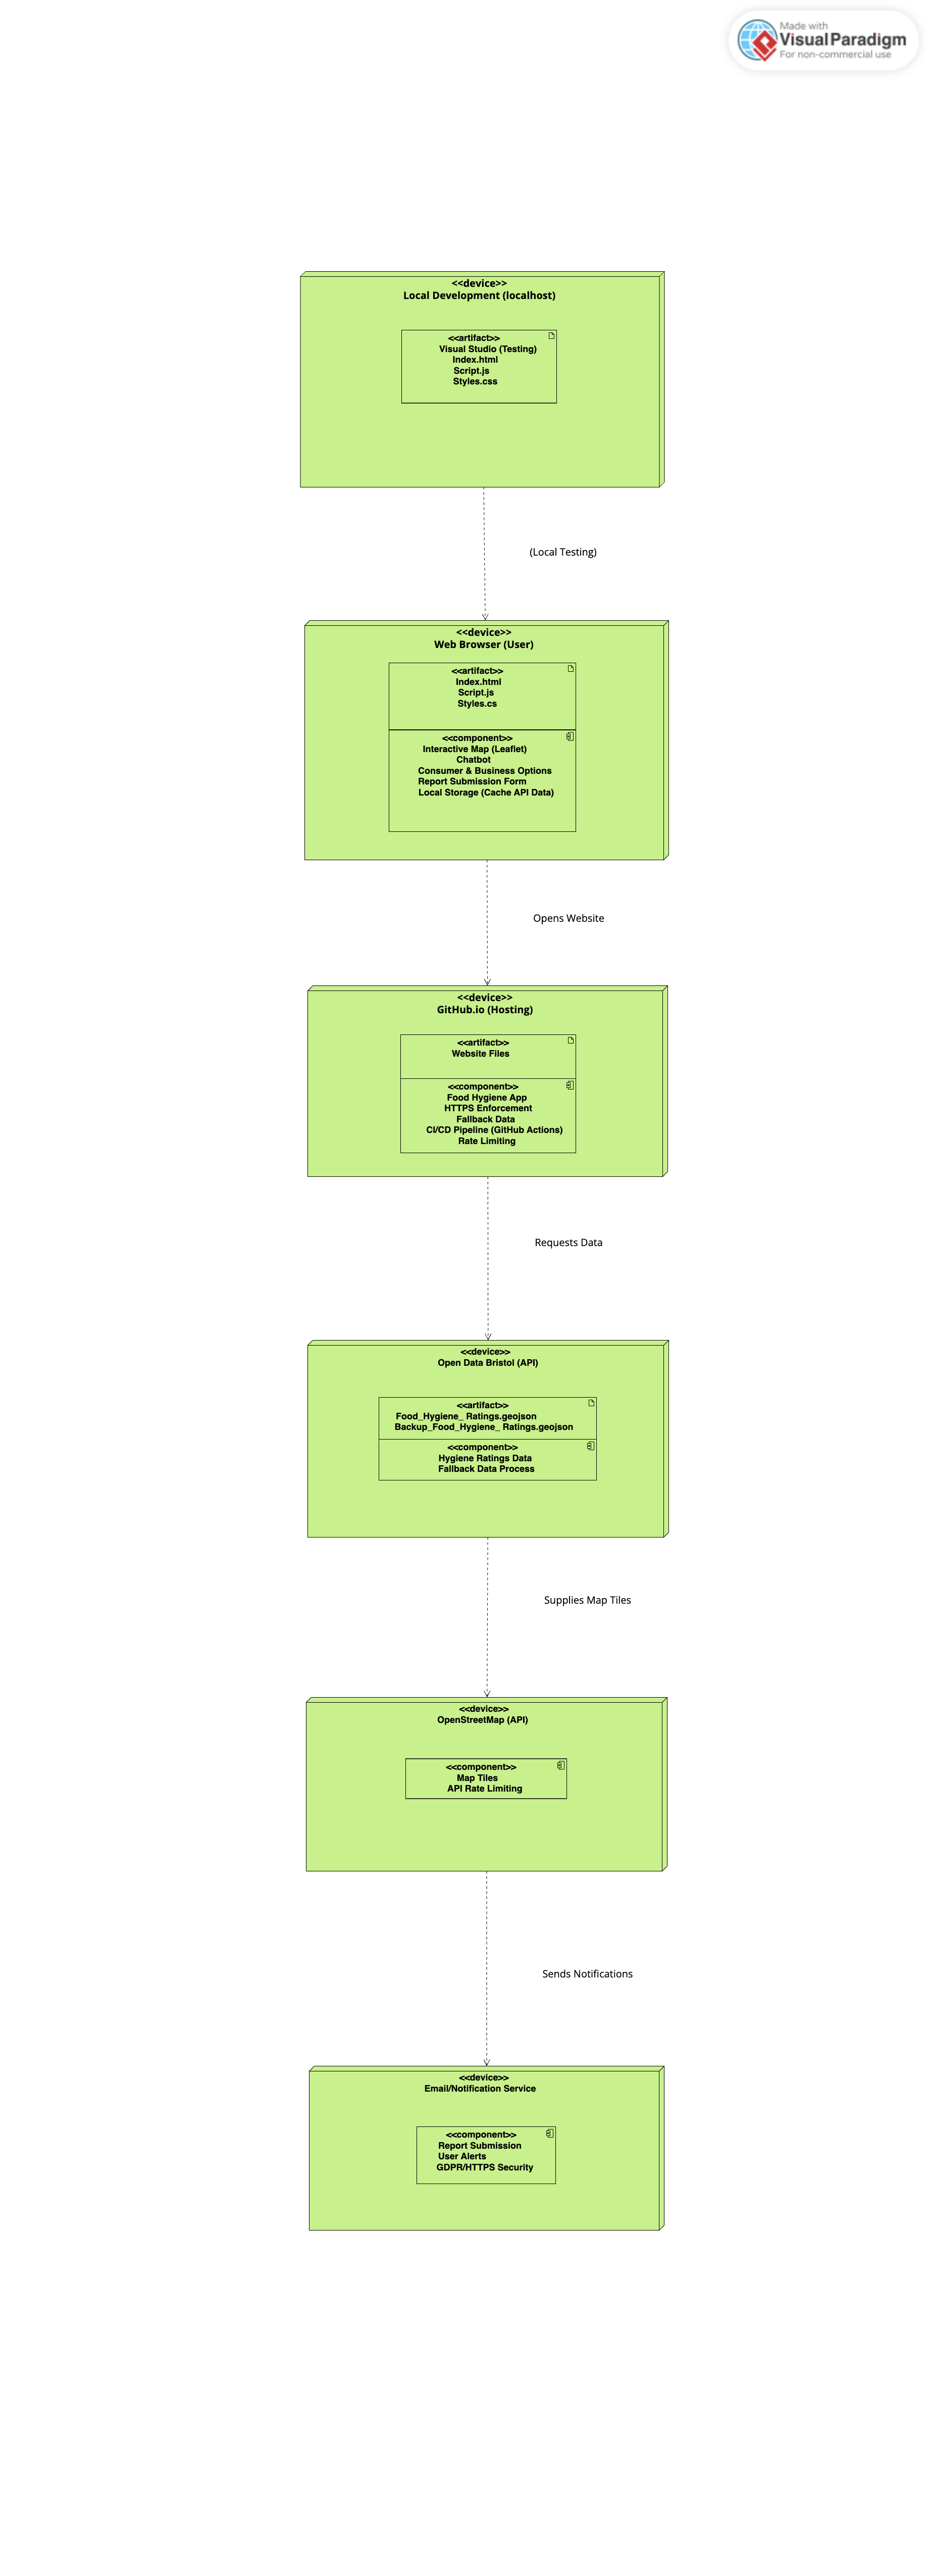 Made with
VisualParadigm
For non-commercial use
<<device>>
Local Development (localhost)
<<artifact>>
Visual Studio (Testing)
Index.html
Script.js
Styles.css
(Local Testing)
<<device>>
Web Browser (User)
<<artifact>>
Index.html
Script.js
Styles.cs
<<component>>
Interactive Map (Leaflet)
Chatbot
Consumer & Business Options
Report Submission Form
Local Storage (Cache API Data)
Opens Website
<<device>>
GitHub.io (Hosting)
<<artifact>>
Website Files
<<component>>
Food Hygiene App
HTTPS Enforcement
Fallback Data
CI/CD Pipeline (GitHub Actions)
Rate Limiting
Requests Data
<<device>>
Open Data Bristol (API)
<<artifact>>
Food_Hygiene_ Ratings.geojson
Backup_Food_Hygiene_ Ratings.geojson
<<component>>
Hygiene Ratings Data
Fallback Data Process
Supplies Map Tiles
<<device>>
OpenStreetMap (API)
<<component>>
Map Tiles
API Rate Limiting
Sends Notifications
<<device>>
Email/Notification Service
<<component>>
Report Submission
User Alerts
GDPR/HTTPS Security